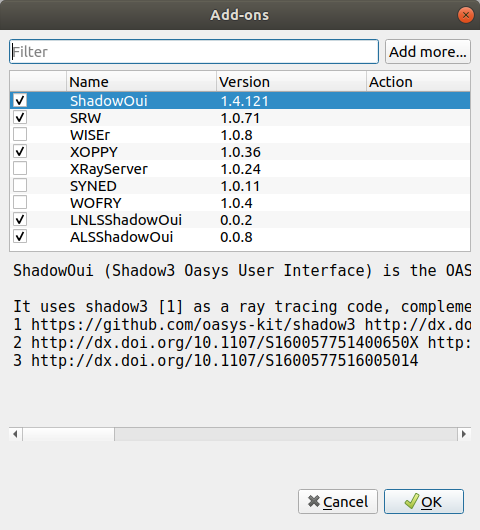 Add-ons
Filter
Add more...
Name Version Action
ShadowOui 1.4.121
SRW 1.0.71
WISEr 1.0.8
XOPPY 1.0.36
XRayServer 1.0.24
SYNED 1.0.11
WOFRY 1.0.4
LNLSShadowOui 0.0.2
ALSShadowOui 0.0.8
ShadowOui (Shadow3 Oasys User Interface) is the OAS
It uses shadow3 [1] as a ray tracing code, compleme
1 https://github.com/oasys-kit/shadow3 http://dx.do
2 http://dx.doi.org/10.1107/S160057751400650X http:
3 http://dx.doi.org/10.1107/S1600577516005014
Cancel OK